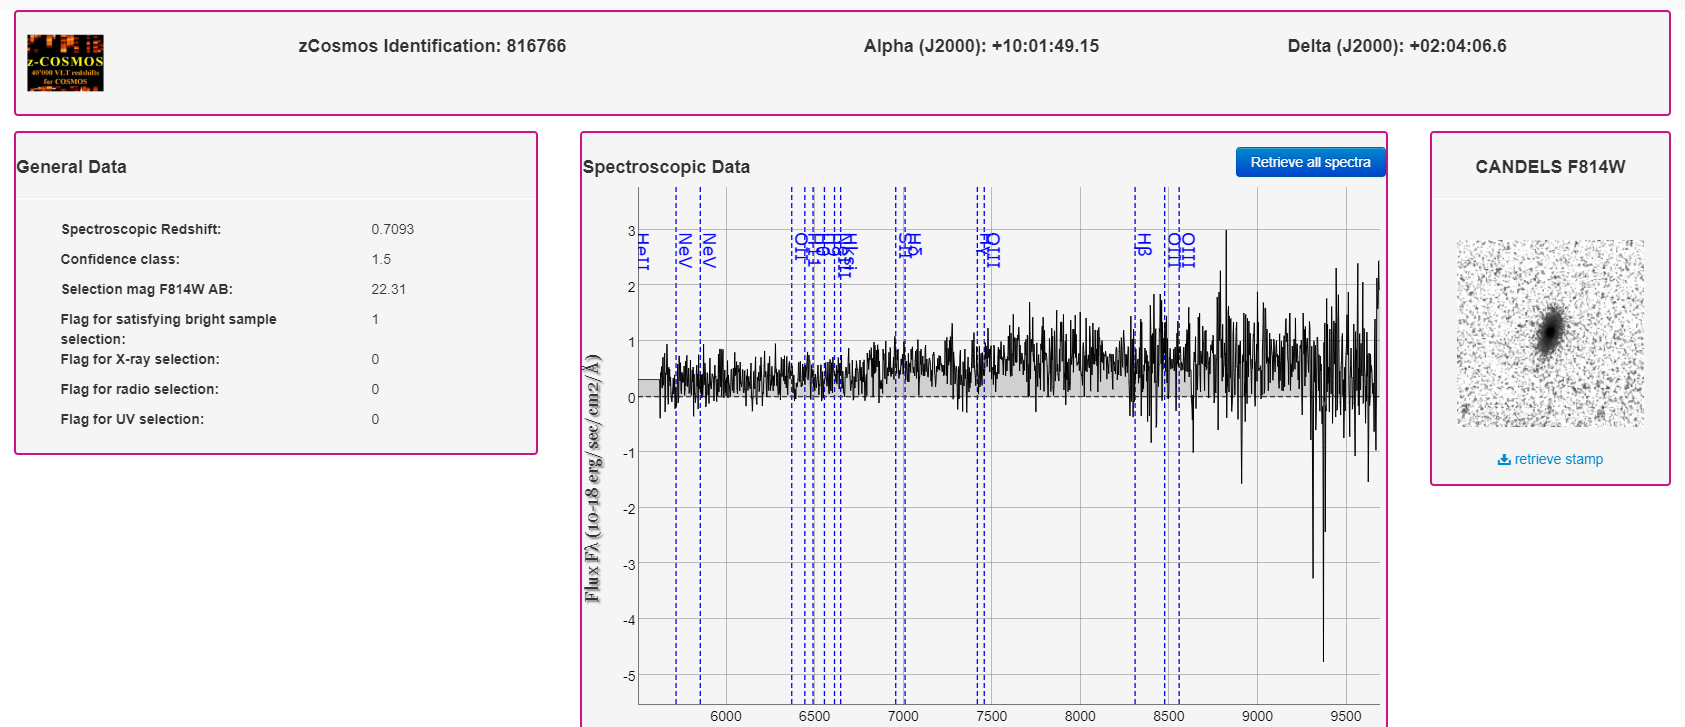 z-COSMOS
40'000 VLT redshifts
for COSMOS
zCosmos Identification: 816766
Alpha (J2000): +10:01:49.15
Delta (J2000): +02:04:06.6
General Data
Spectroscopic Redshift: 0.7093
Confidence class: 1.5
Selection mag F814W AB: 22.31
Flag for satisfying bright sample 1
selection:
Flag for X-ray selection: 0
Flag for radio selection: 0
Flag for UV selection: 0
Spectroscopic Data
Retrieve all spectra
Flux Fλ (10-18 erg/sec/cm2/Å)
3
2
1
0
-1
-2
-3
-4
-5
HeII
NeV
NeV
OII
Hδ
Hγ
OIII
Hβ
OIII
OIII
6000
6500
7000
7500
8000
8500
9000
9500
CANDELS F814W
retrieve stamp